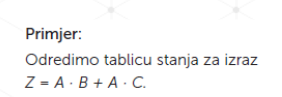 Primjer:
Odredimo tablicu stanja za izraz
Z = A · B + A · C.